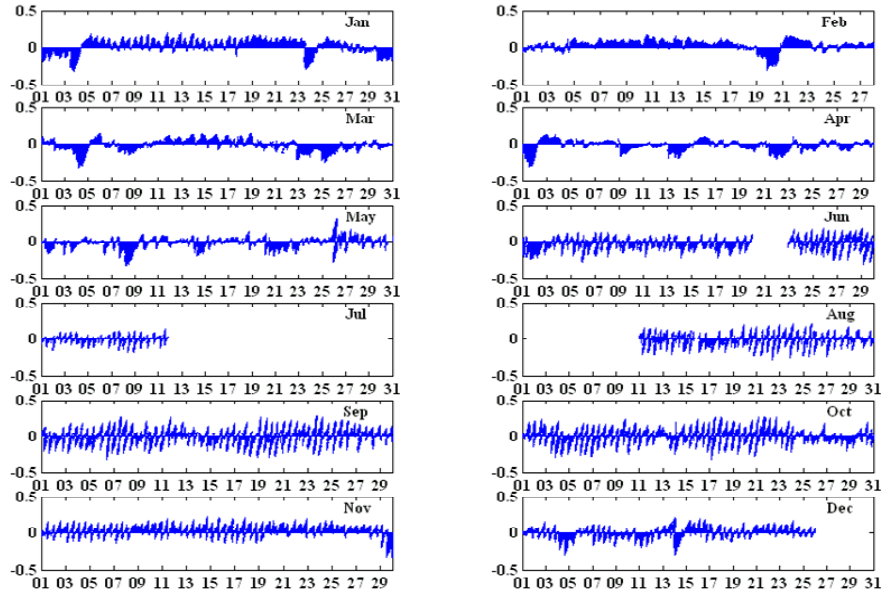 0.5 Jan
0
-0.5
01 03 05 07 09 11 13 15 17 19 21 23 25 27 29 31
0.5 Feb
0
-0.5
01 03 05 07 09 11 13 15 17 19 21 23 25 27
0.5 Mar
0
-0.5
01 03 05 07 09 11 13 15 17 19 21 23 25 27 29 31
0.5 Apr
0
-0.5
01 03 05 07 09 11 13 15 17 19 21 23 25 27 29
0.5 May
0
-0.5
01 03 05 07 09 11 13 15 17 19 21 23 25 27 29 31
0.5 Jun
0
-0.5
01 03 05 07 09 11 13 15 17 19 21 23 25 27 29
0.5 Jul
0
-0.5
01 03 05 07 09 11 13 15 17 19 21 23 25 27 29 31
0.5 Aug
0
-0.5
01 03 05 07 09 11 13 15 17 19 21 23 25 27 29 31
0.5 Sep
0
-0.5
01 03 05 07 09 11 13 15 17 19 21 23 25 27 29
0.5 Oct
0
-0.5
01 03 05 07 09 11 13 15 17 19 21 23 25 27 29 31
0.5 Nov
0
-0.5
01 03 05 07 09 11 13 15 17 19 21 23 25 27 29
0.5 Dec
0
-0.5
01 03 05 07 09 11 13 15 17 19 21 23 25 27 29 31